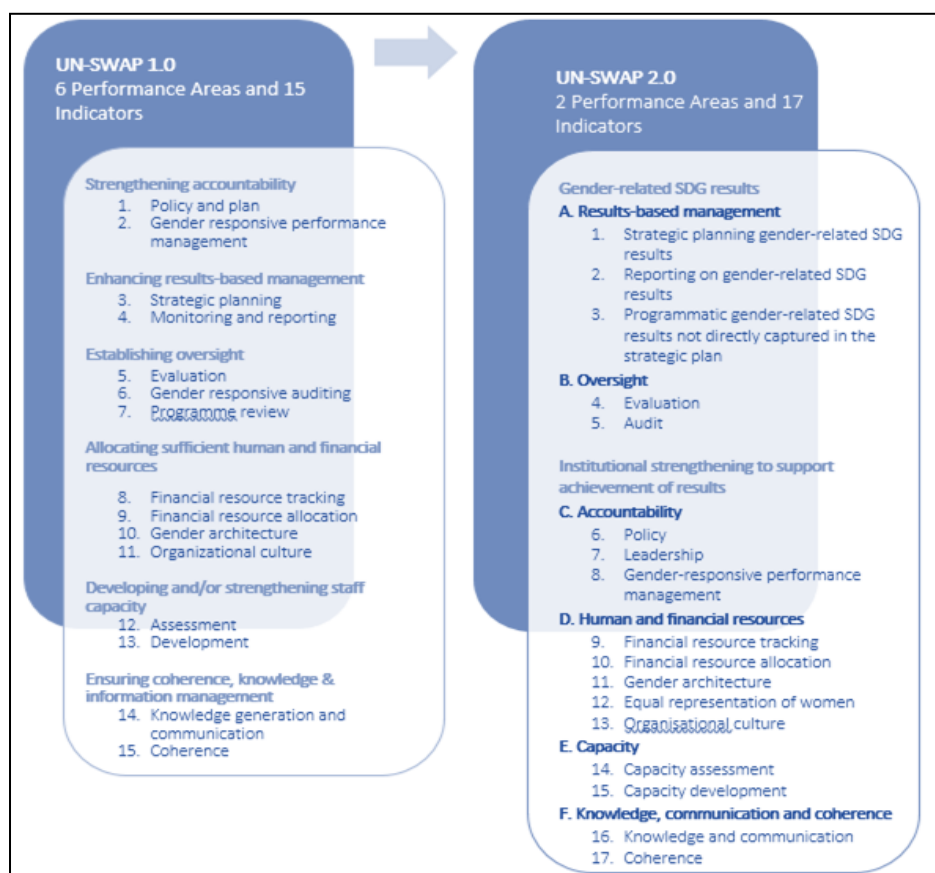 UN-SWAP 1.0
6 Performance Areas and 15
Indicators
Strengthening accountability
1. Policy and plan
2. Gender responsive performance
management
Enhancing results-based management
3. Strategic planning
4. Monitoring and reporting
Establishing oversight
5. Evaluation
6. Gender responsive auditing
7. Programme review
Allocating sufficient human and financial
resources
8. Financial resource tracking
9. Financial resource allocation
10. Gender architecture
11. Organizational culture
Developing and/or strengthening staff
capacity
12. Assessment
13. Development
Ensuring coherence, knowledge &
information management
14. Knowledge generation and
communication
15. Coherence
UN-SWAP 2.0
2 Performance Areas and 17
Indicators
Gender-related SDG results
A. Results-based management
1. Strategic planning gender-related SDG
results
2. Reporting on gender-related SDG
results
3. Programmatic gender-related SDG
results not directly captured in the
strategic plan
B. Oversight
4. Evaluation
5. Audit
Institutional strengthening to support
achievement of results
C. Accountability
6. Policy
7. Leadership
8. Gender-responsive performance
management
D. Human and financial resources
9. Financial resource tracking
10. Financial resource allocation
11. Gender architecture
12. Equal representation of women
13. Organisational culture
E. Capacity
14. Capacity assessment
15. Capacity development
F. Knowledge, communication and coherence
16. Knowledge and communication
17. Coherence